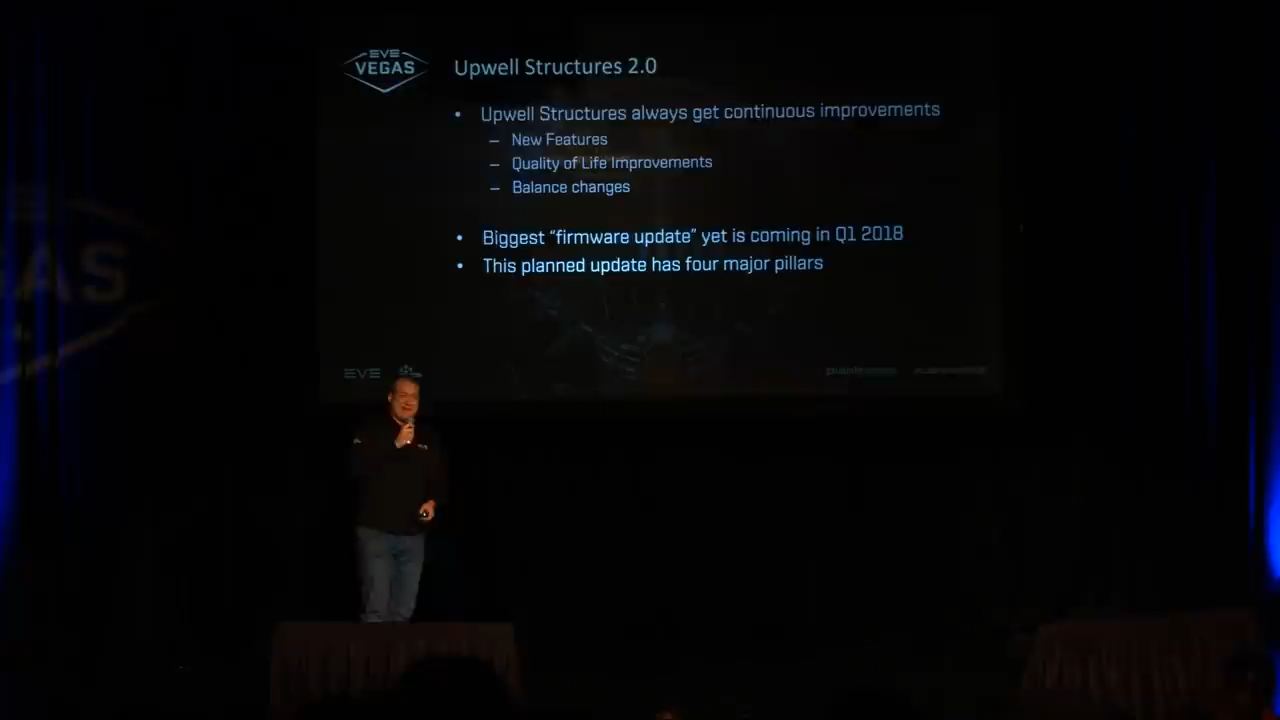 EVE
VEGAS
Upwell Structures 2.0
• Upwell Structures always get continuous improvements
– New Features
– Quality of Life Improvements
– Balance changes
• Biggest “firmware update” yet is coming in Q1 2018
• This planned update has four major pillars
EVE
AS